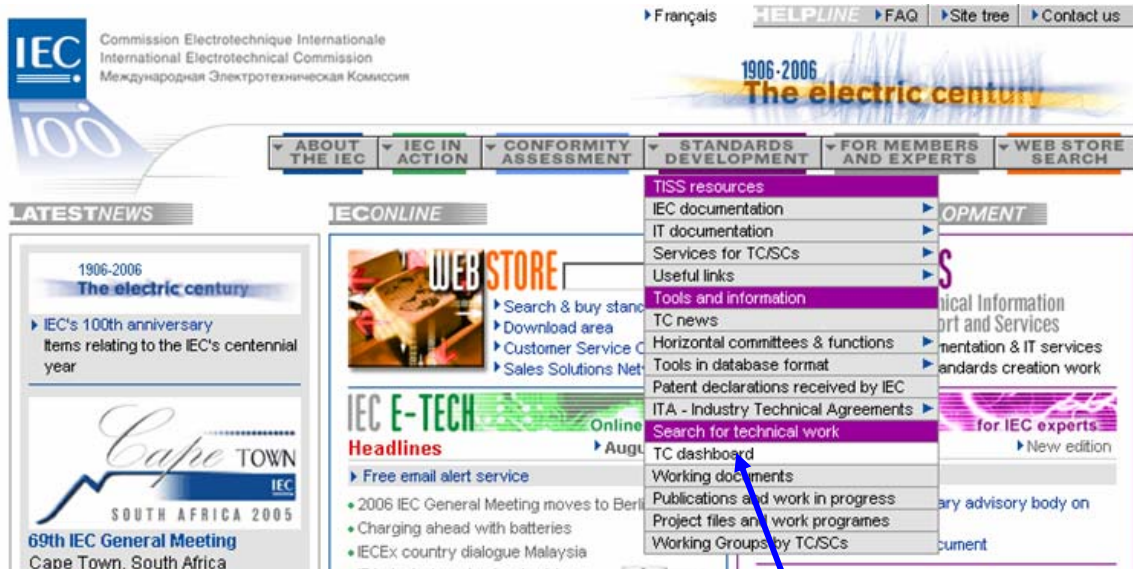 Français
HELPLINE
FAQ
Site tree
Contact us
IEC
Commission Electrotechnique Internationale
International Electrotechnical Commission
Международная Электротехническая Комиссия
100
1906-2006
The electric century
ABOUT THE IEC
IEC IN ACTION
CONFORMITY ASSESSMENT
STANDARDS DEVELOPMENT
FOR MEMBERS AND EXPERTS
WEB STORE SEARCH
LATESTNEWS
1906-2006
The electric century
IEC's 100th anniversary
Items relating to the IEC's centennial
year
Cape TOWN
IEC
SOUTH AFRICA 2005
69th IEC General Meeting
Cape Town, South Africa
IECONLINE
WEBSTORE
Search & buy stand
Download area
Customer Service C
Sales Solutions Net
IEC E-TECH
Online
Headlines
Augu
Free email alert service
2006 IEC General Meeting moves to Berli
Charging ahead with batteries
IECEx country dialogue Malaysia
TISS resources
IEC documentation
IT documentation
Services for TC/SCs
Useful links
Tools and information
TC news
Horizontal committees & functions
Tools in database format
Patent declarations received by IEC
ITA - Industry Technical Agreements
Search for technical work
TC dashboard
Working documents
Publications and work in progress
Project files and work programes
Working Groups by TC/SCs
OPMENT
S
nical Information
ort and Services
mentation & IT services
andards creation work
for IEC experts
New edition
ary advisory body on
cument